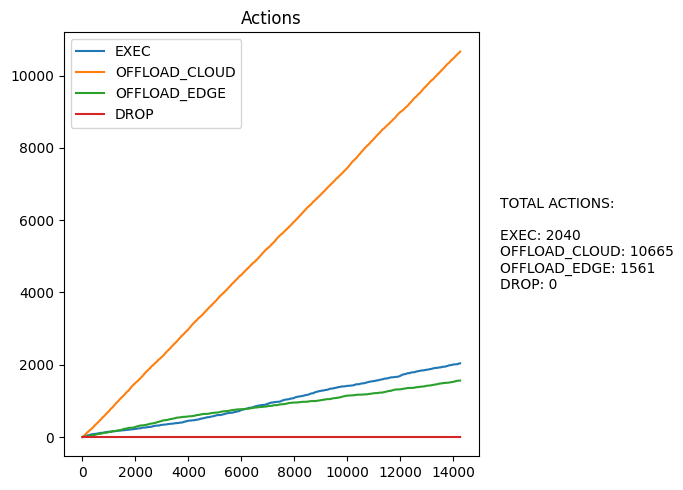 Actions
EXEC
OFFLOAD_CLOUD
OFFLOAD_EDGE
DROP
10000
8000
6000
4000
2000
0
0 2000 4000 6000 8000 10000 12000 14000
TOTAL ACTIONS:
EXEC: 2040
OFFLOAD_CLOUD: 10665
OFFLOAD_EDGE: 1561
DROP: 0